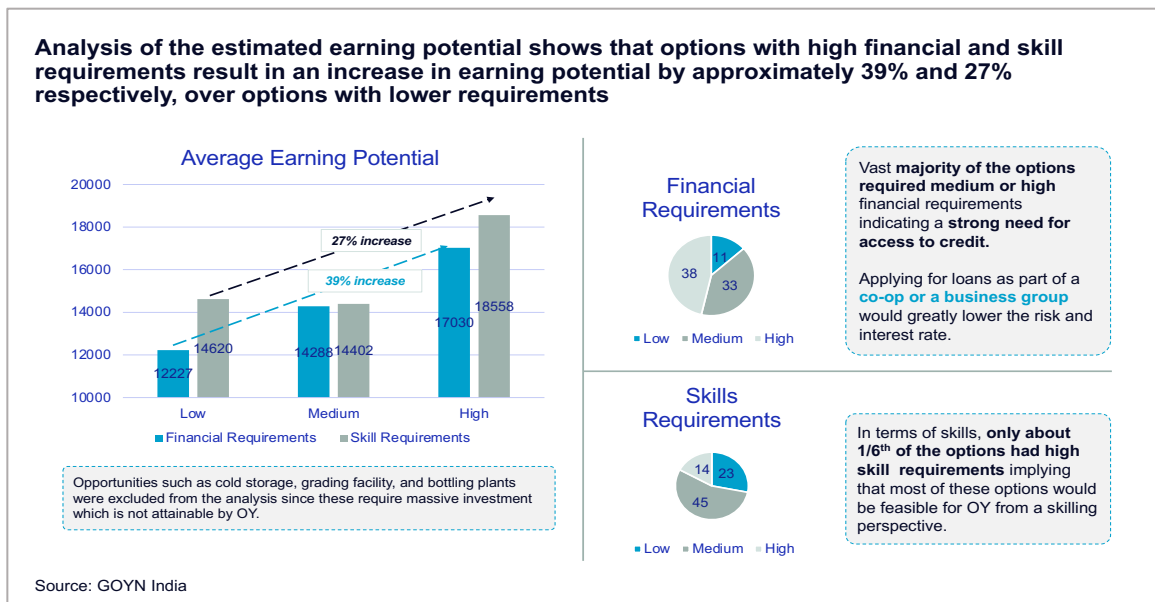 Analysis of the estimated earning potential shows that options with high financial and skill
requirements result in an increase in earning potential by approximately 39% and 27%
respectively, over options with lower requirements
Average Earning Potential
20000
18000
16000
14000
12000
10000
27% increase
39% increase
12227
14620
14288
14402
17030
18558
Low
Medium
High
Financial Requirements
Skill Requirements
Opportunities such as cold storage, grading facility, and bottling plants
were excluded from the analysis since these require massive investment
which is not attainable by OY.
Financial
Requirements
11
38
33
Low
Medium
High
Vast majority of the options
required medium or high
financial requirements
indicating a strong need for
access to credit.
Applying for loans as part of a
co-op or a business group
would greatly lower the risk and
interest rate.
Skills
Requirements
14
23
45
Low
Medium
High
In terms of skills, only about
1/6th of the options had high
skill requirements implying
that most of these options would
be feasible for OY from a skilling
perspective.
Source: GOYN India